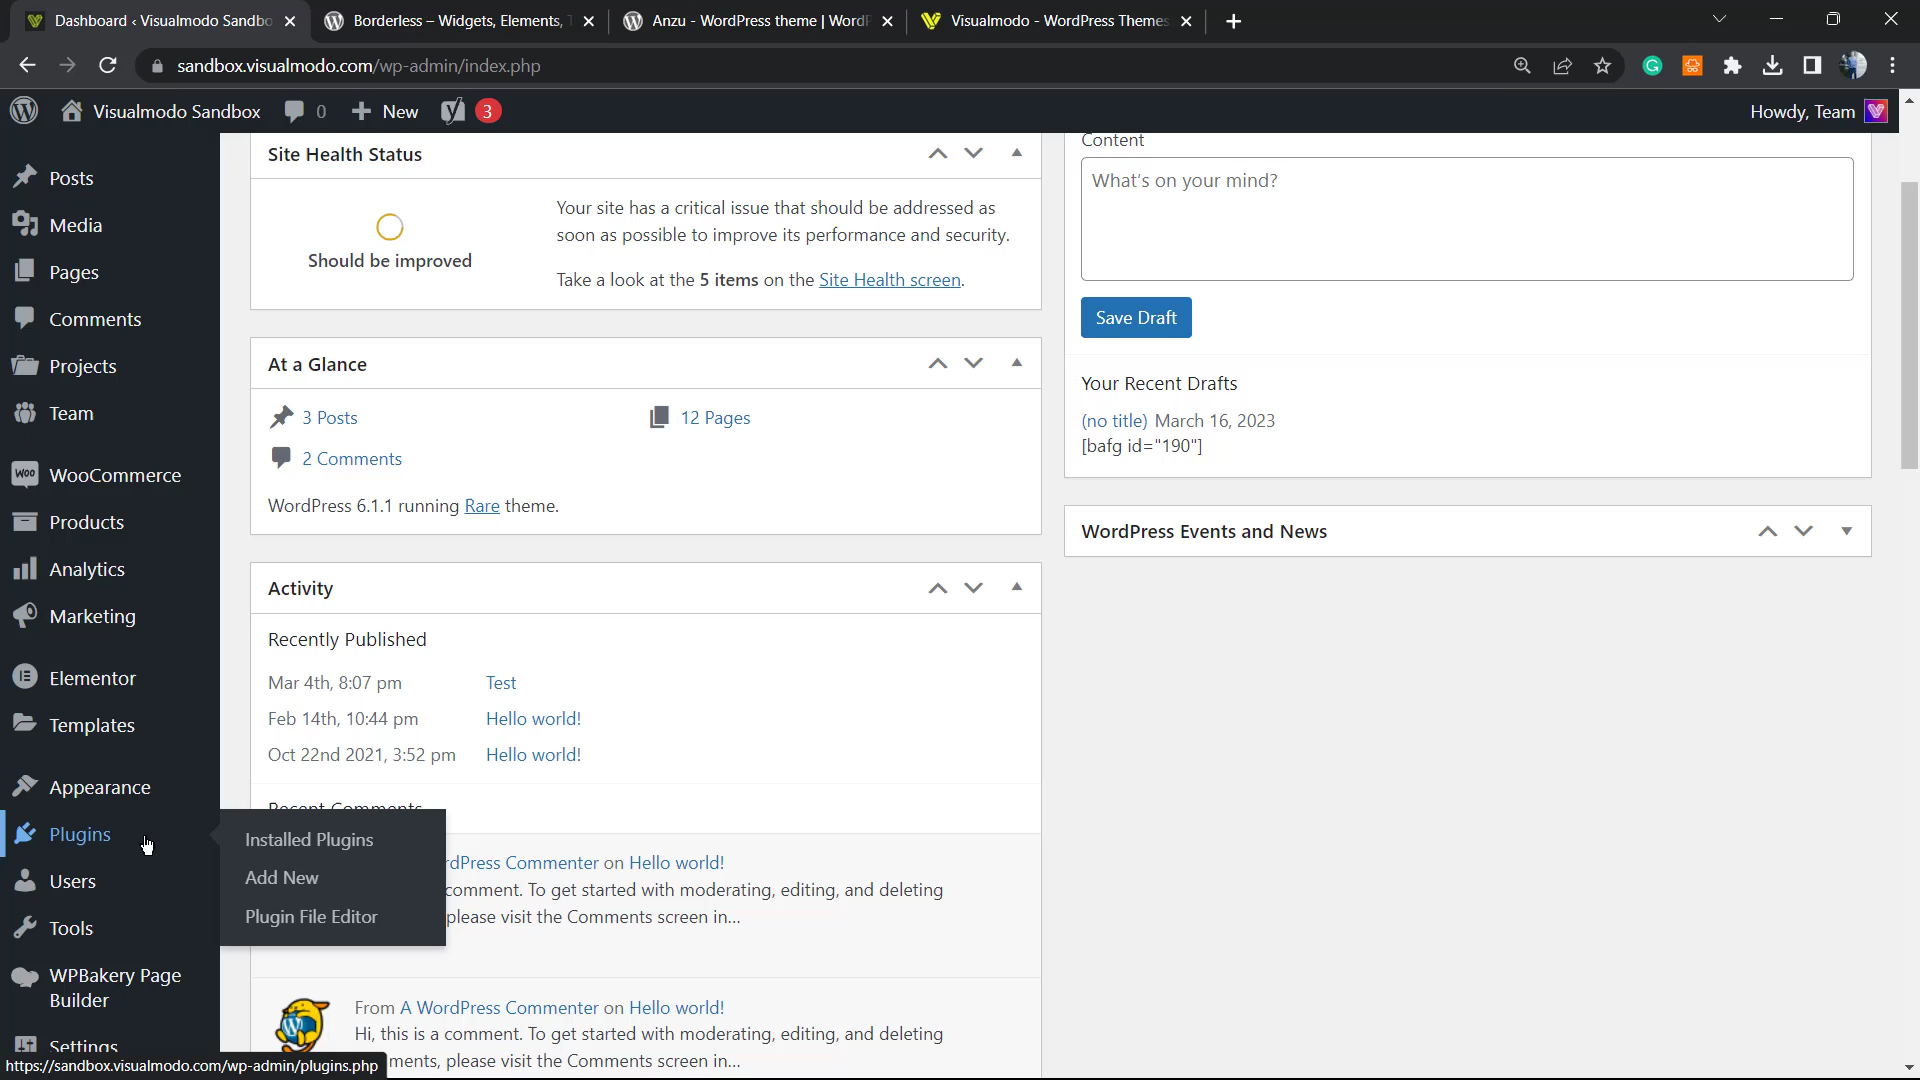 Dashboard ‹ Visualmodo Sandbo
Borderless – Widgets, Elements, T
Anzu - WordPress theme | WordP
Visualmodo - WordPress Themes
sandbox.visualmodo.com/wp-admin/index.php
Visualmodo Sandbox
0
New
3
Howdy, Team
Posts
Media
Pages
Comments
Projects
Team
WooCommerce
Products
Analytics
Marketing
Elementor
Templates
Appearance
Plugins
Users
Tools
WPBakery Page
Builder
Settings
Installed Plugins
Add New
Plugin File Editor
Site Health Status
Should be improved
Your site has a critical issue that should be addressed as
soon as possible to improve its performance and security.
Take a look at the 5 items on the Site Health screen.
At a Glance
3 Posts
12 Pages
2 Comments
WordPress 6.1.1 running Rare theme.
Activity
Recently Published
Mar 4th, 8:07 pm Test
Feb 14th, 10:44 pm Hello world!
Oct 22nd 2021, 3:52 pm Hello world!
Recent Comments
rdPress Commenter on Hello world!
comment. To get started with moderating, editing, and deleting
please visit the Comments screen in...
From A WordPress Commenter on Hello world!
Hi, this is a comment. To get started with moderating, editing, and deleting
ments, please visit the Comments screen in...
Content
What's on your mind?
Save Draft
Your Recent Drafts
(no title) March 16, 2023
[bafg id="190"]
WordPress Events and News
https://sandbox.visualmodo.com/wp-admin/plugins.php